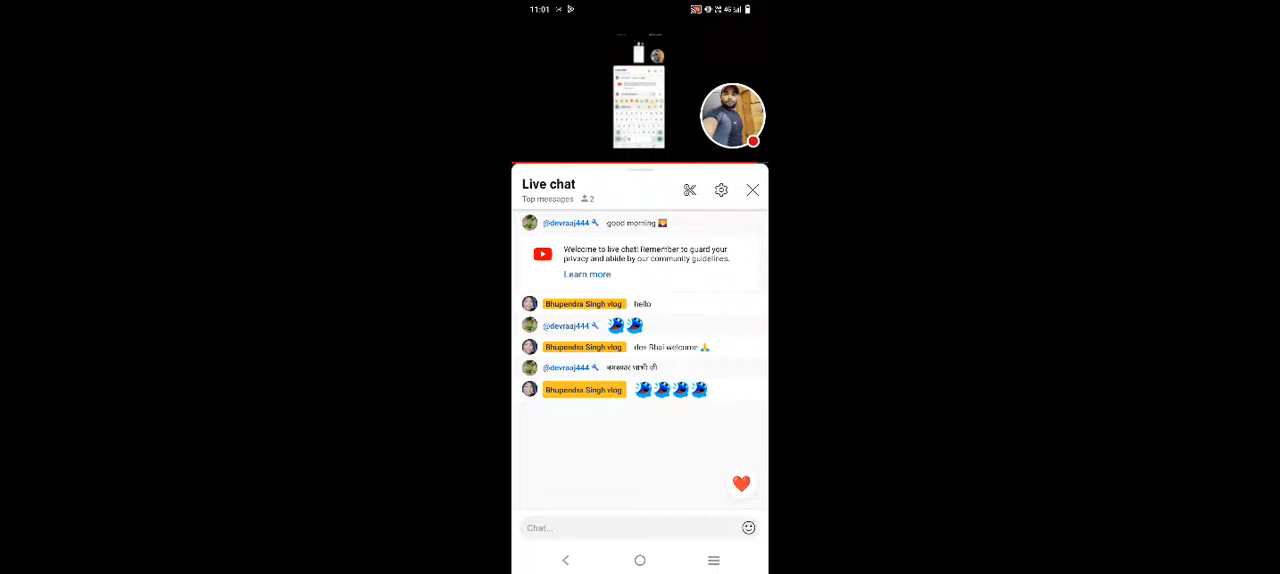 11:01
4G
Live chat
Top messages 2
@devraaj444 good morning
Welcome to live chat! Remember to guard your
privacy and abide by our community guidelines.
Learn more
Bhupendra Singh vlog hello
@devraaj444
Bhupendra Singh vlog dev Bhai welcome
@devraaj444 नमस्कार भाभी जी
Bhupendra Singh vlog
Chat...